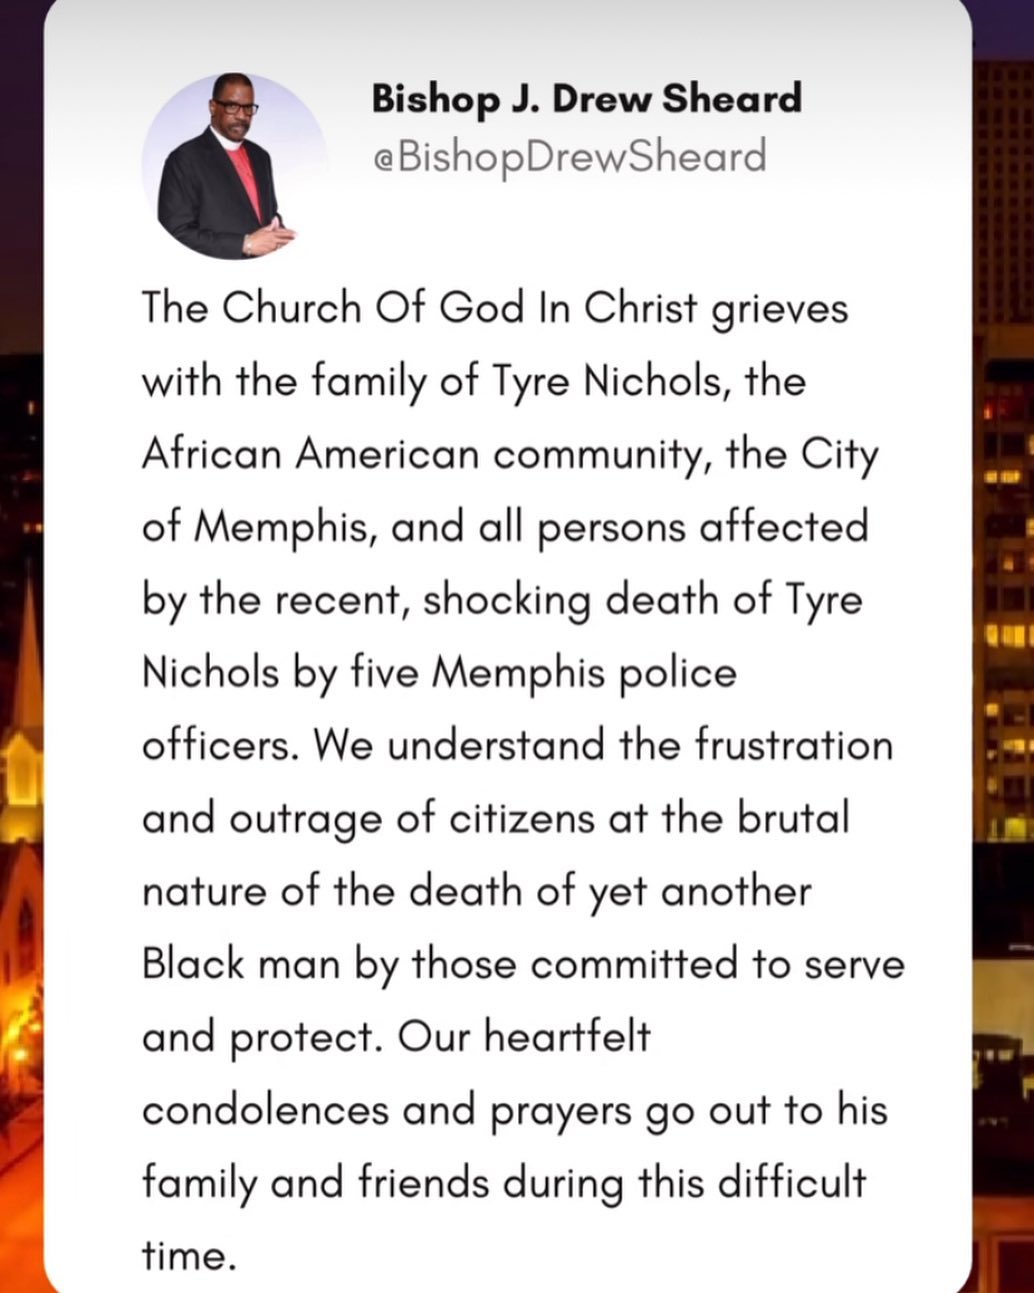 Bishop J. Drew Sheard
@BishopDrewSheard
The Church Of God In Christ grieves
with the family of Tyre Nichols, the
African American community, the City
of Memphis, and all persons affected
by the recent, shocking death of Tyre
Nichols by five Memphis police
officers. We understand the frustration
and outrage of citizens at the brutal
nature of the death of yet another
Black man by those committed to serve
and protect. Our heartfelt
condolences and prayers go out to his
family and friends during this difficult
time.